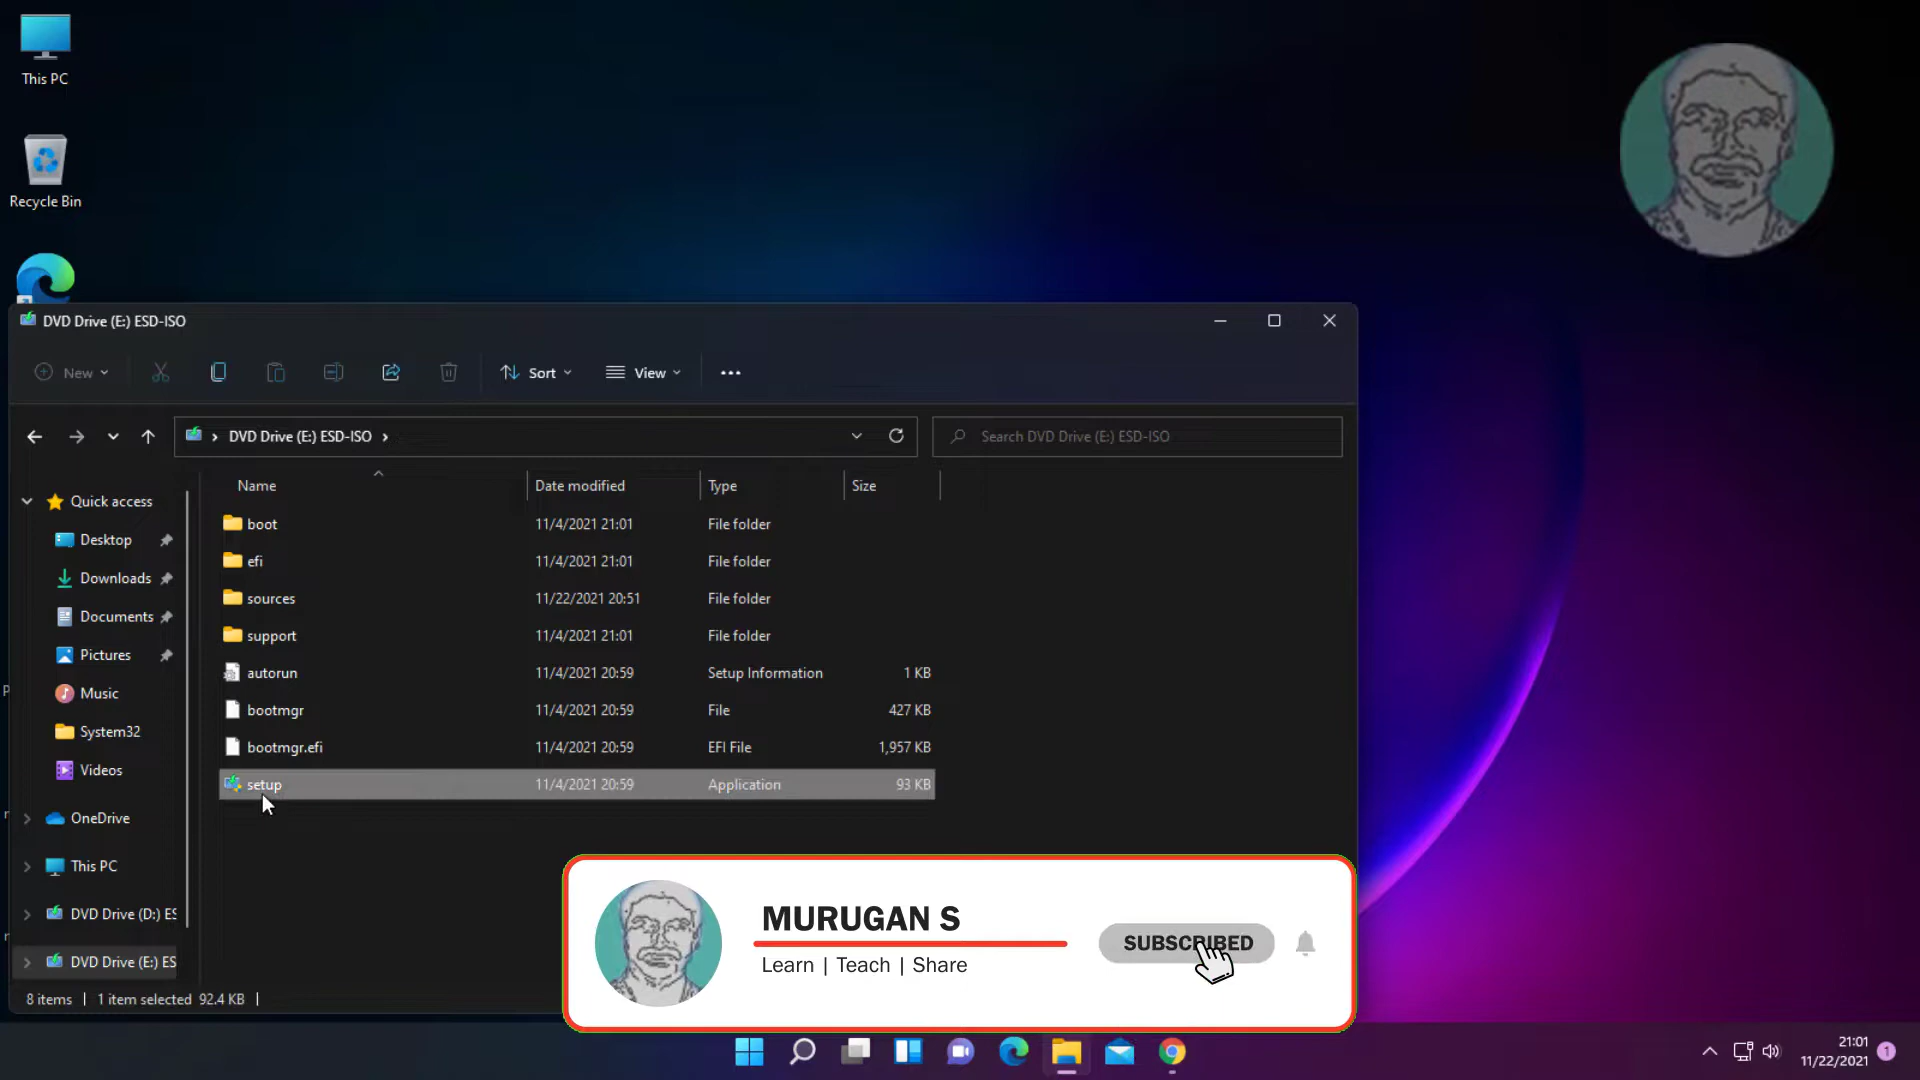 This PC
Recycle Bin
DVD Drive (E:) ESD-ISO
New
Sort
View
DVD Drive (E:) ESD-ISO
Search DVD Drive (E:) ESD-ISO
Name Date modified Type Size
Quick access
Desktop
Downloads
Documents
Pictures
Music
System32
Videos
OneDrive
This PC
DVD Drive (D:) ES
DVD Drive (E:) ES
boot 11/4/2021 21:01 File folder
efi 11/4/2021 21:01 File folder
sources 11/22/2021 20:51 File folder
support 11/4/2021 21:01 File folder
autorun 11/4/2021 20:59 Setup Information 1 KB
bootmgr 11/4/2021 20:59 File 427 KB
bootmgr.efi 11/4/2021 20:59 EFI File 1,957 KB
setup 11/4/2021 20:59 Application 93 KB
8 items 1 item selected 92.4 KB
MURUGAN S
Learn | Teach | Share
SUBSCRIBED
21:01
11/22/2021
1